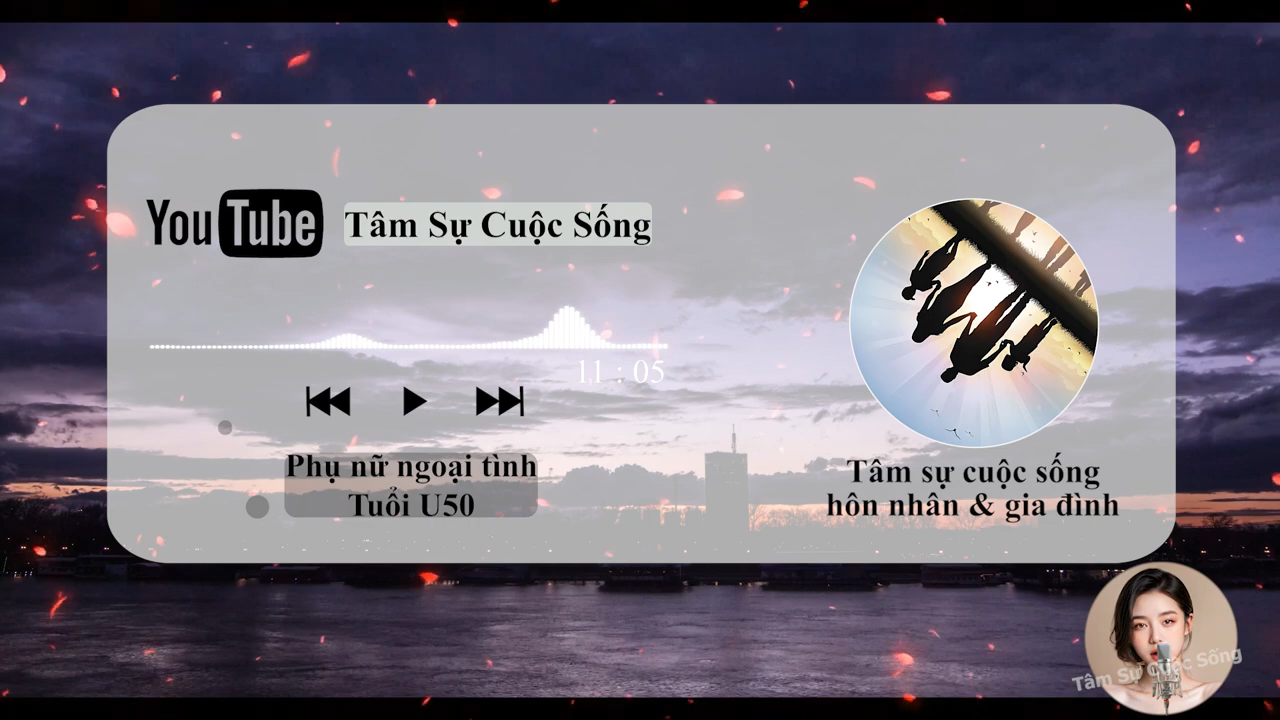 YouTube
Tâm Sự Cuộc Sống
11 : 05
Phụ nữ ngoại tình
Tuổi U50
Tâm sự cuộc sống
hôn nhân & gia đình
Tâm Sự Cuộc Sống